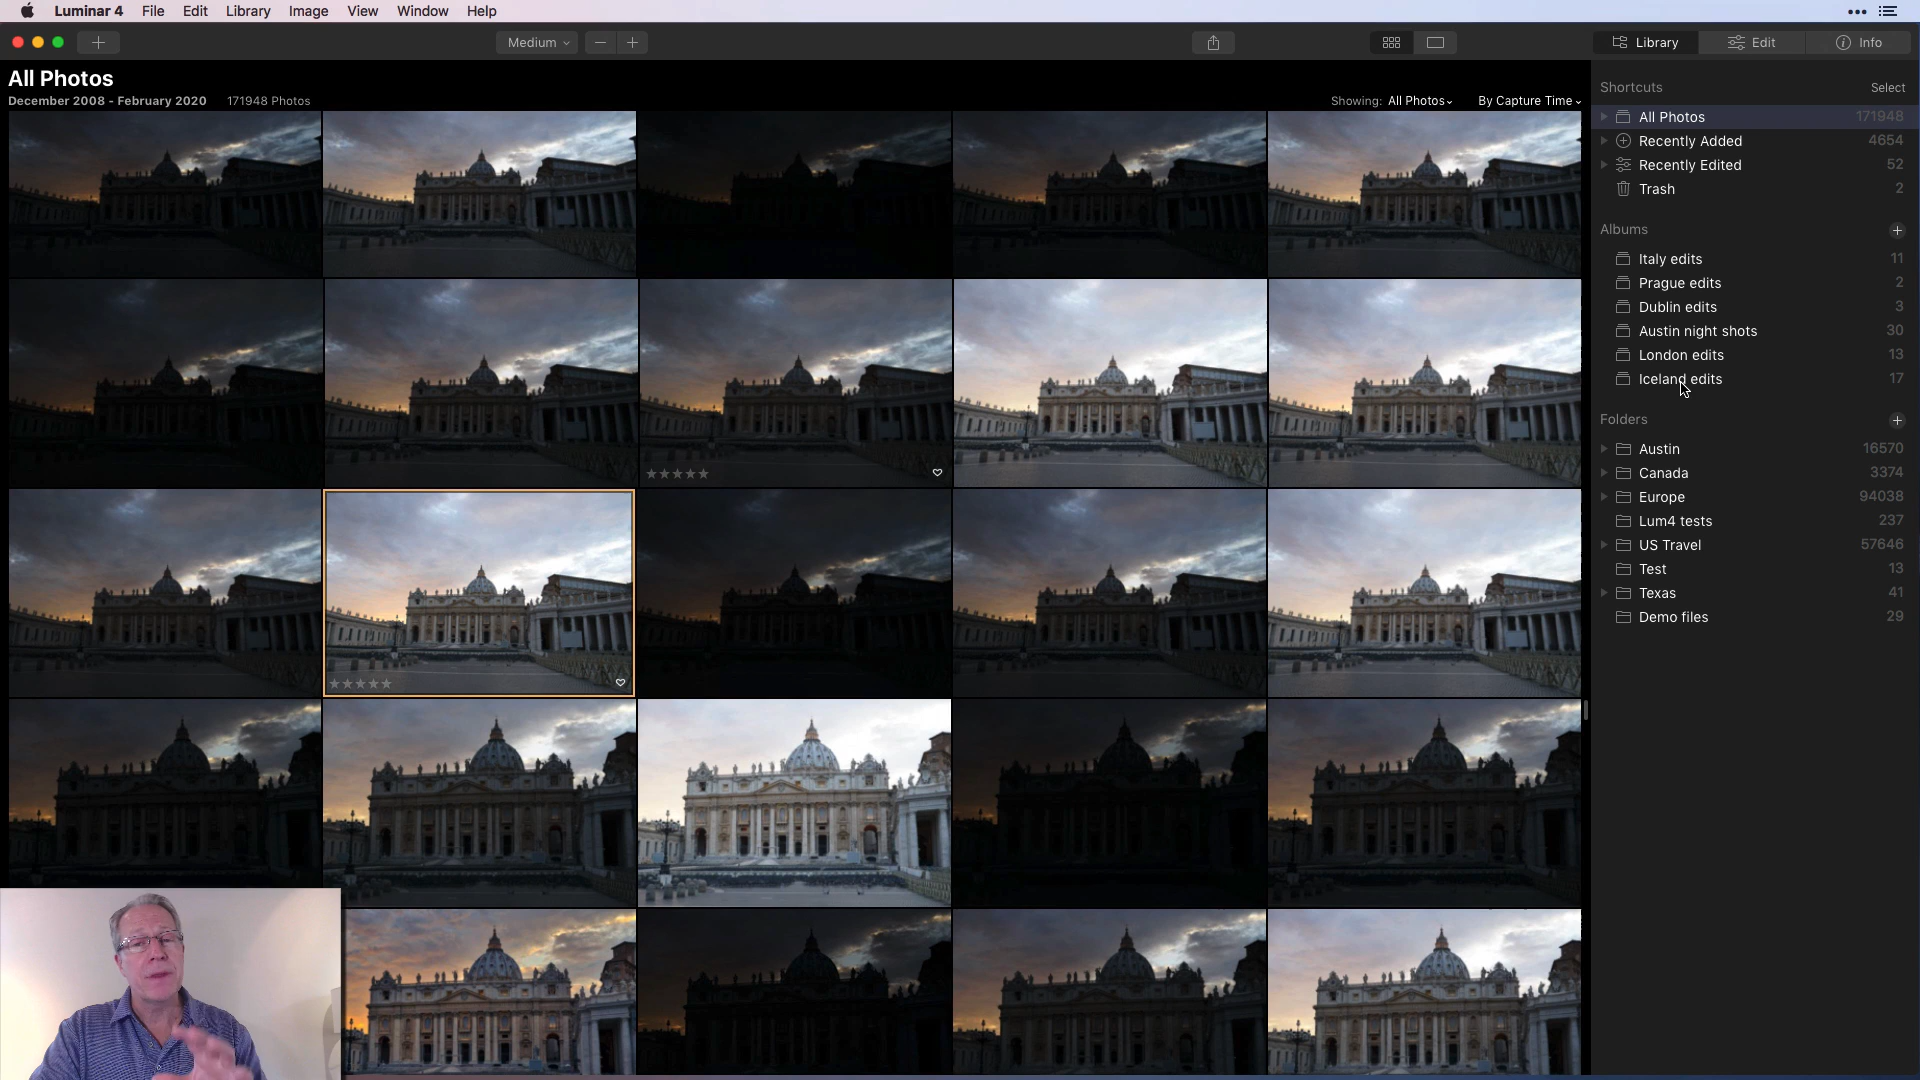 Luminar 4 File Edit Library Image View Window Help
Medium Library Edit Info
All Photos
December 2008 - February 2020 171948 Photos
Showing: All Photos By Capture Time
Shortcuts Select
All Photos 171948
Recently Added 4654
Recently Edited 52
Trash 2
Albums
Italy edits 11
Prague edits 2
Dublin edits 3
Austin night shots 30
London edits 13
Iceland edits 17
Folders
Austin 16570
Canada 3374
Europe 94038
Lum4 tests 237
US Travel 57646
Test 13
Texas 41
Demo files 29